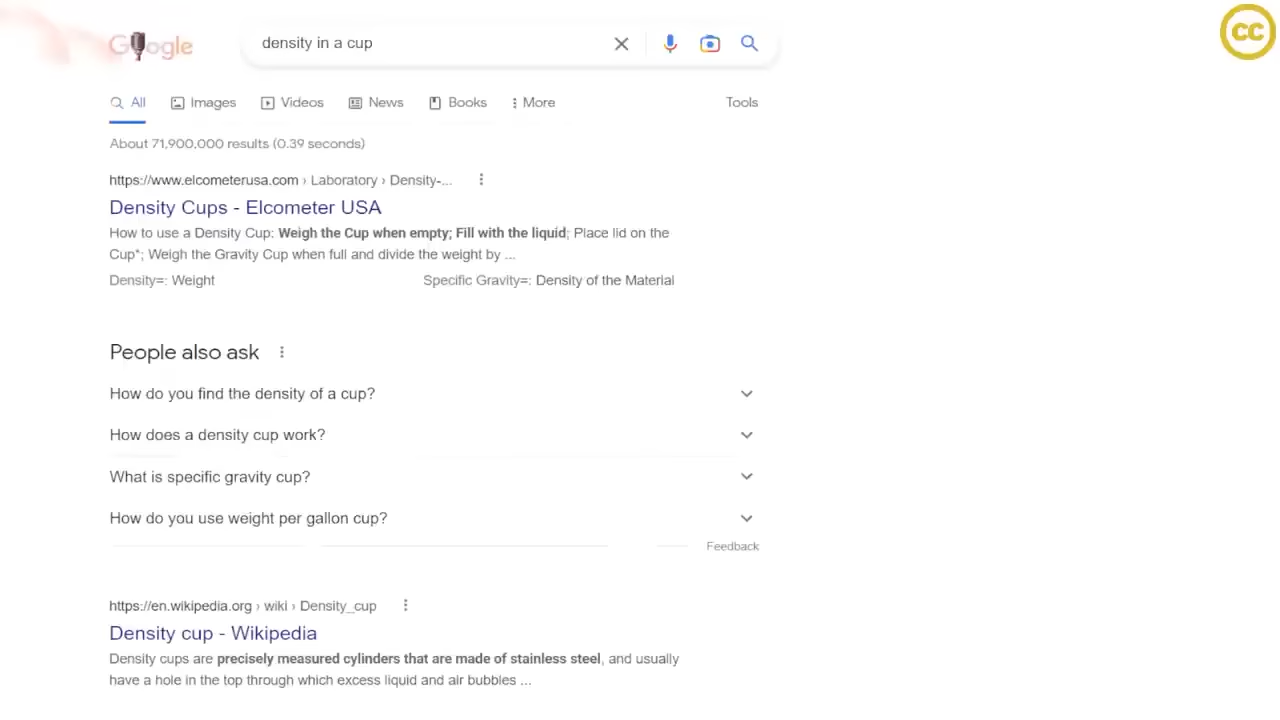 Google
density in a cup
CC
All Images Videos News Books More Tools
About 71,900,000 results (0.39 seconds)
https://www.elcometerusa.com › Laboratory › Density-...
Density Cups - Elcometer USA
How to use a Density Cup: Weigh the Cup when empty; Fill with the liquid; Place lid on the
Cup*; Weigh the Gravity Cup when full and divide the weight by ...
Density=: Weight Specific Gravity=: Density of the Material
People also ask
How do you find the density of a cup?
How does a density cup work?
What is specific gravity cup?
How do you use weight per gallon cup?
Feedback
https://en.wikipedia.org › wiki › Density_cup
Density cup - Wikipedia
Density cups are precisely measured cylinders that are made of stainless steel, and usually
have a hole in the top through which excess liquid and air bubbles ...